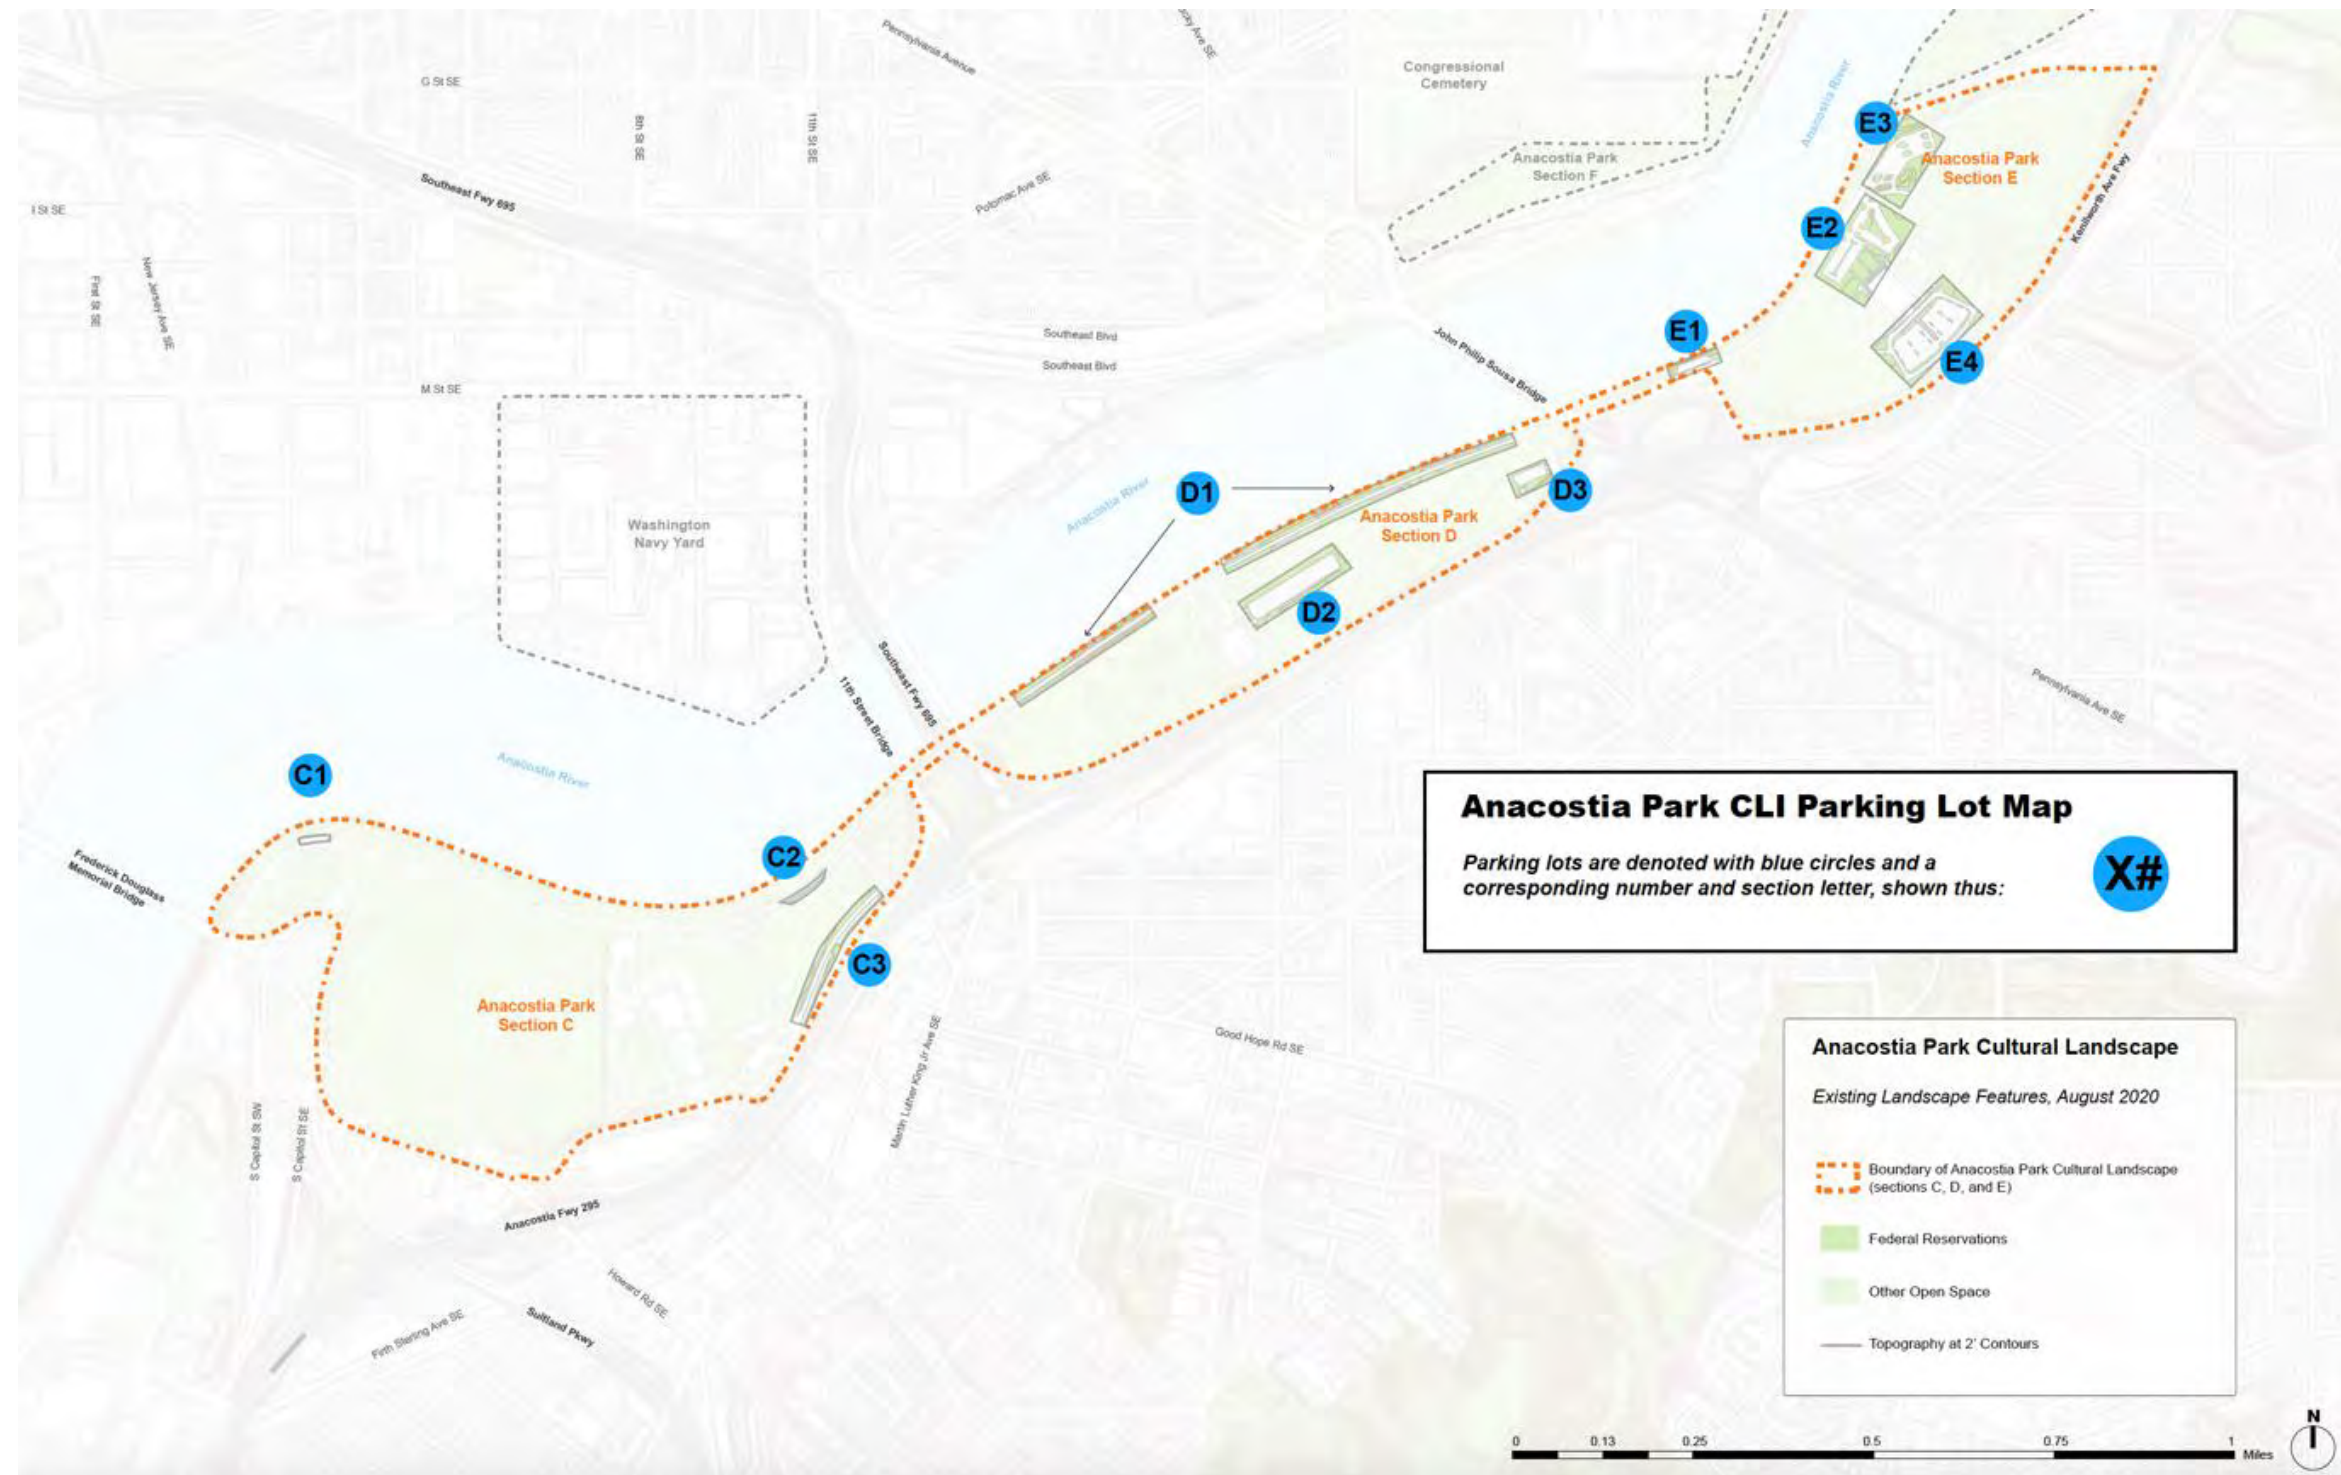 Pennsylvania Avenue
G St SE
8th St SE
11th St SE
Southeast Fwy 695
I St SE
First St SE
New Jersey Ave SE
Potomac Ave SE
Congressional
Cemetery
Anacostia River
Anacostia Park
Section F
E3
Anacostia Park
Section E
E2
Kenilworth Ave Fwy
E1
E4
John Philip Sousa Bridge
Southeast Blvd
Southeast Blvd
M St SE
Washington
Navy Yard
Anacostia River
D1
D3
Anacostia Park
Section D
D2
Southeast Fwy 695
11th Street Bridge
Pennsylvania Ave SE
C1
Anacostia River
C2
Frederick Douglass
Memorial Bridge
C3
Anacostia Park
Section C
Martin Luther King Jr Ave SE
Good Hope Rd SE
S Capitol St SW
S Capitol St SE
Anacostia Fwy 295
Howard Rd SE
Suitland Pkwy
Firth Sterling Ave SE
Anacostia Park CLI Parking Lot Map
Parking lots are denoted with blue circles and a
corresponding number and section letter, shown thus:
X#
Anacostia Park Cultural Landscape
Existing Landscape Features, August 2020
Boundary of Anacostia Park Cultural Landscape
(sections C, D, and E)
Federal Reservations
Other Open Space
Topography at 2' Contours
0 0.13 0.25 0.5 0.75 1 Miles
N